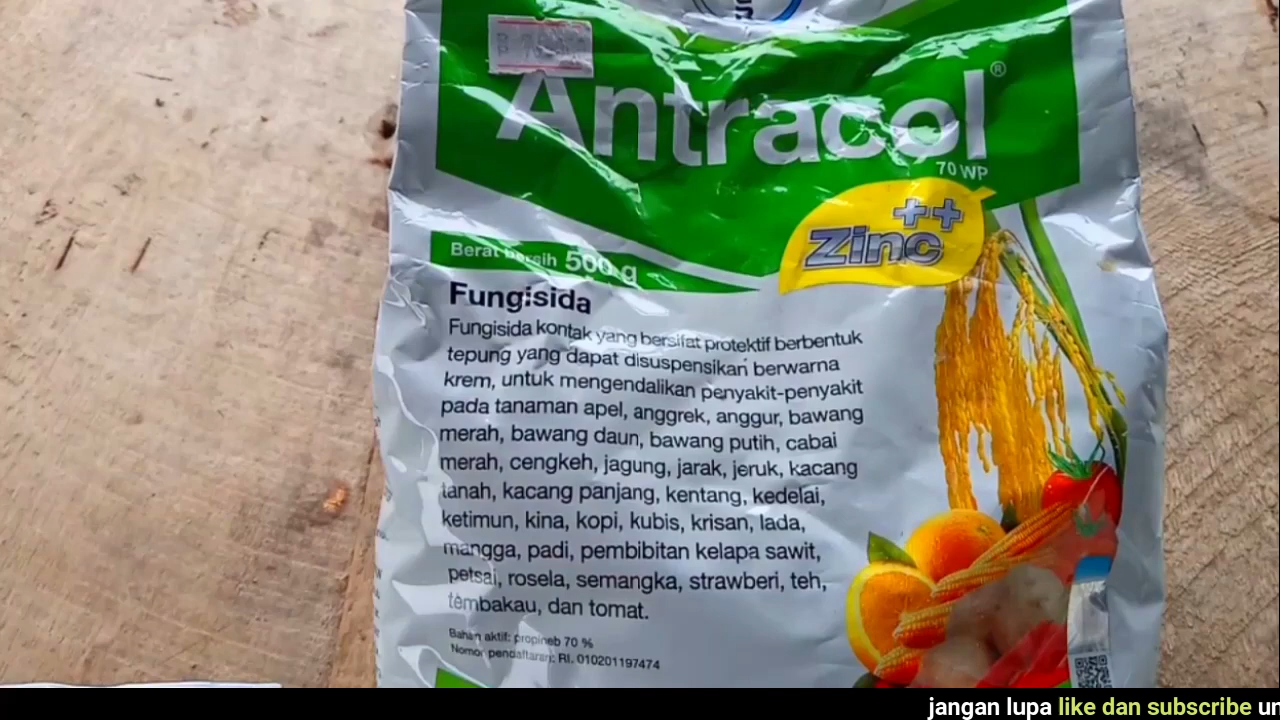 Antracol®
70 WP
Zinc++
Berat bersih 500 g
Fungisida
Fungisida kontak yang bersifat protektif berbentuk
tepung yang dapat disuspensikan berwarna
krem, untuk mengendalikan penyakit-penyakit
pada tanaman apel, anggrek, anggur, bawang
merah, bawang daun, bawang putih, cabai
merah, cengkeh, jagung, jarak, jeruk, kacang
tanah, kacang panjang, kentang, kedelai,
ketimun, kina, kopi, kubis, krisan, lada,
mangga, padi, pembibitan kelapa sawit,
petsai, rosela, semangka, strawberi, teh,
tembakau, dan tomat.
Bahan aktif: propineb 70 %
Nomor pendaftaran: RI. 010201197474
jangan lupa like dan subscribe un